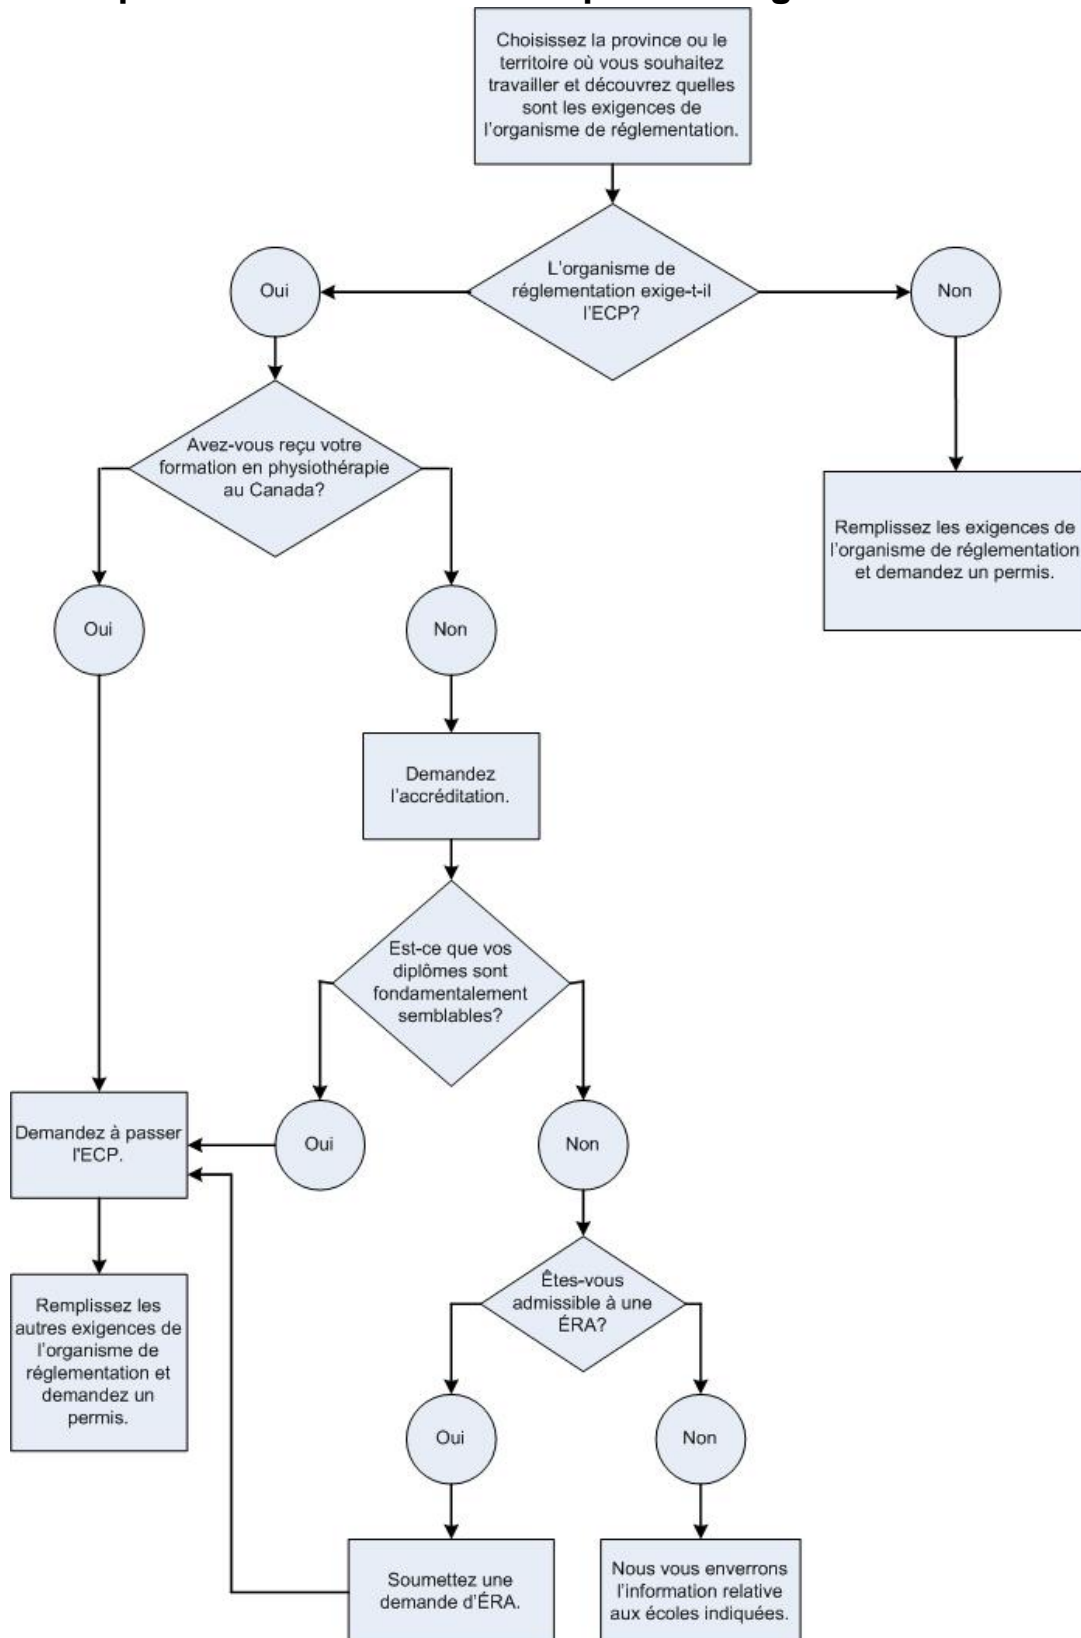 Choisissez la province ou le
territoire où vous souhaitez
travailler et découvrez quelles
sont les exigences de
l'organisme de réglementation.
L'organisme de
réglementation exige-t-il
l'ECP?
Oui
Non
Avez-vous reçu votre
formation en physiothérapie
au Canada?
Remplissez les exigences de
l'organisme de réglementation
et demandez un permis.
Oui
Non
Demandez
l'accréditation.
Est-ce que vos
diplômes sont
fondamentalement
semblables?
Demandez à passer
l'ECP.
Oui
Non
Remplissez les
autres exigences de
l'organisme de
réglementation et
demandez un
permis.
Êtes-vous
admissible à une
ÉRA?
Oui
Non
Soumettez une
demande d'ÉRA.
Nous vous enverrons
l'information relative
aux écoles indiquées.